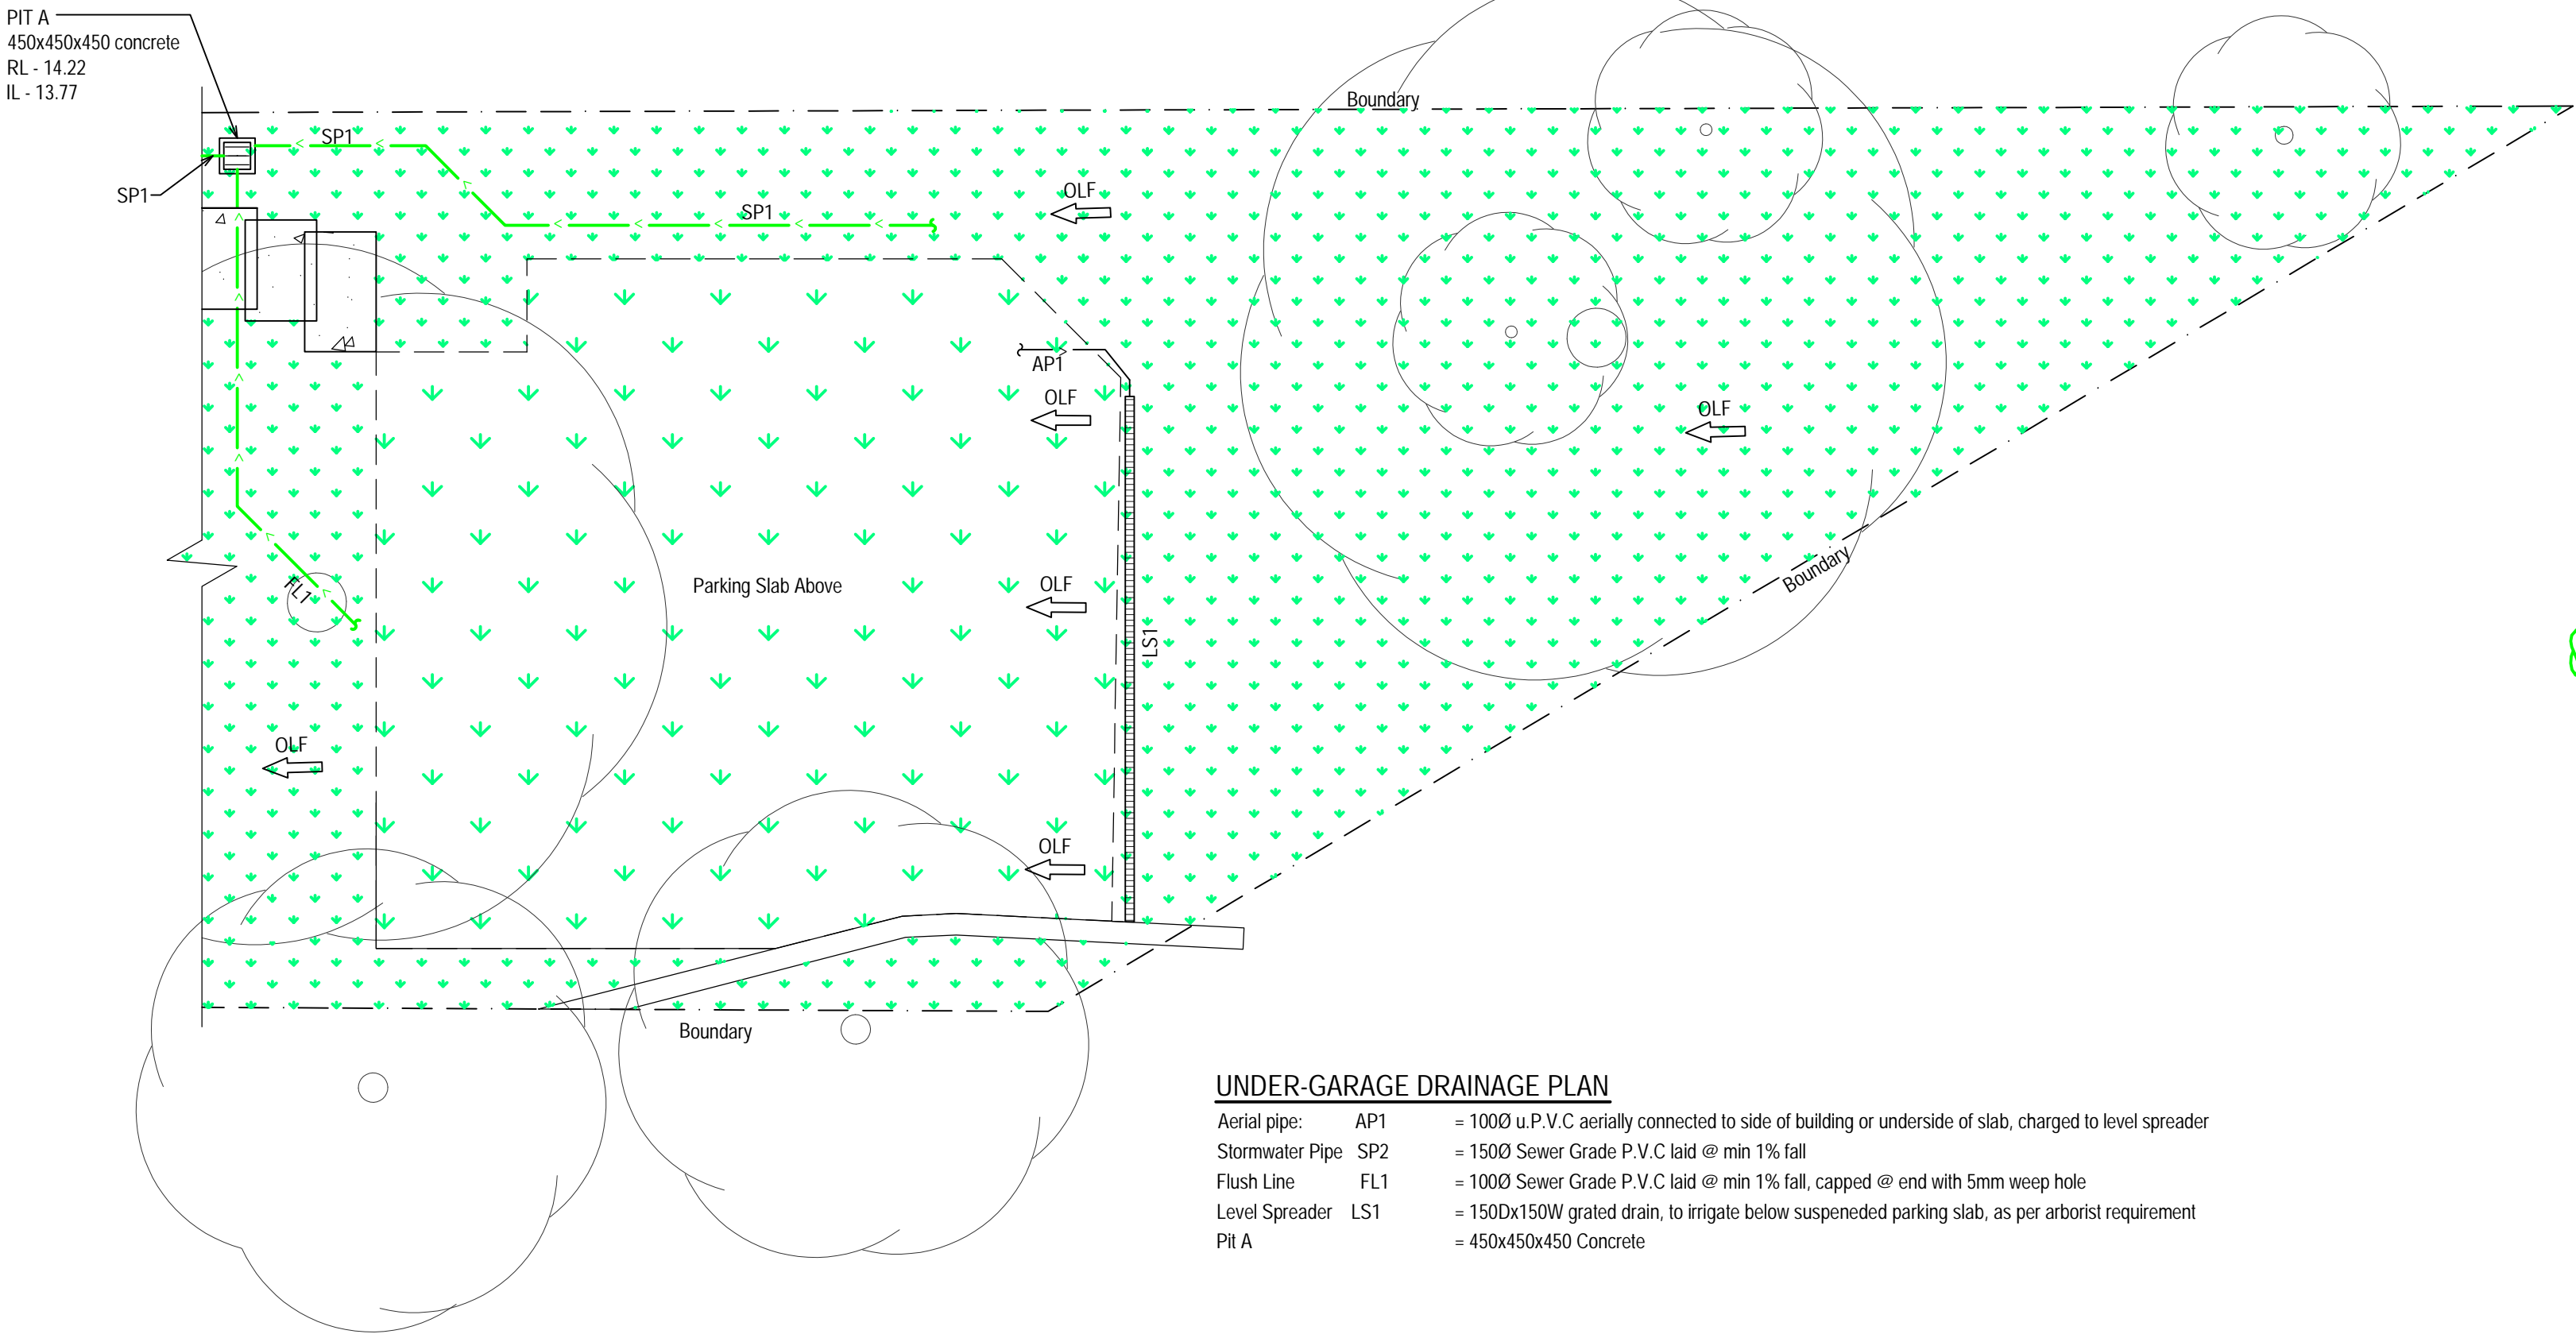 PIT A
450x450x450 concrete
RL - 14.22
IL - 13.77
Boundary
SP1
SP1
OLF
SP1
AP1
OLF
OLF
Boundary
FL1
Parking Slab Above
OLF
LS1
OLF
OLF
Boundary
UNDER-GARAGE DRAINAGE PLAN
Aerial pipe: AP1 = 100Ø u.P.V.C aerially connected to side of building or underside of slab, charged to level spreader
Stormwater Pipe SP2 = 150Ø Sewer Grade P.V.C laid @ min 1% fall
Flush Line FL1 = 100Ø Sewer Grade P.V.C laid @ min 1% fall, capped @ end with 5mm weep hole
Level Spreader LS1 = 150Dx150W grated drain, to irrigate below suspeneded parking slab, as per arborist requirement
Pit A = 450x450x450 Concrete